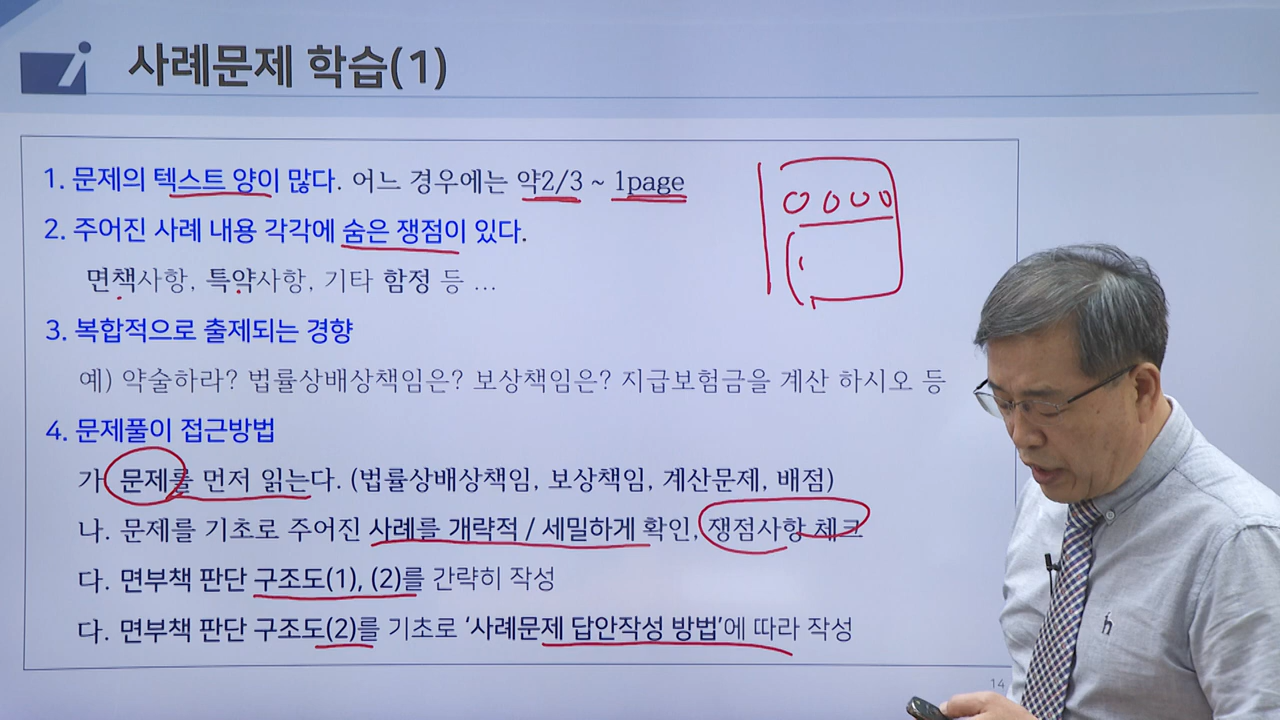 사례문제 학습(1)
1. 문제의 텍스트 양이 많다. 어느 경우에는 약2/3 ~ 1page
2. 주어진 사례 내용 각각에 숨은 쟁점이 있다.
면책사항, 특약사항, 기타 함정 등 ...
3. 복합적으로 출제되는 경향
예) 약술하라? 법률상배상책임은? 보상책임은? 지급보험금을 계산 하시오 등
4. 문제풀이 접근방법
가 문제를 먼저 읽는다. (법률상배상책임, 보상책임, 계산문제, 배점)
나. 문제를 기초로 주어진 사례를 개략적 / 세밀하게 확인, 쟁점사항 체크
다. 면부책 판단 구조도(1), (2)를 간략히 작성
다. 면부책 판단 구조도(2)를 기초로 ‘사례문제 답안작성 방법’에 따라 작성
14